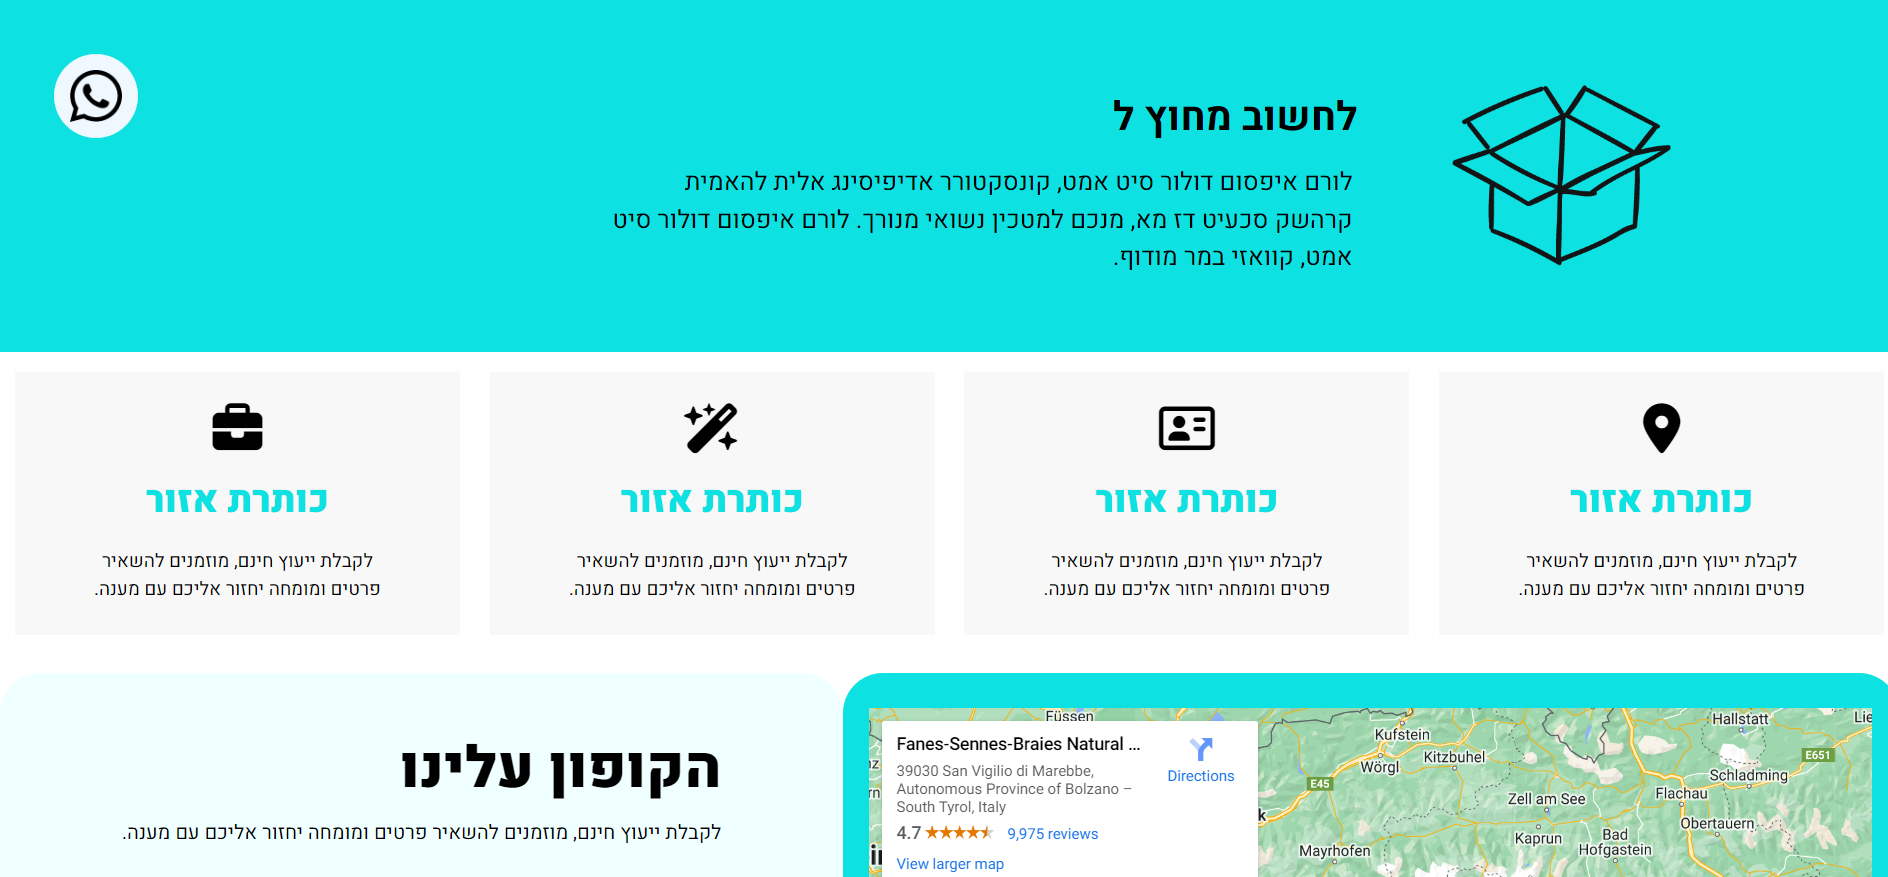 לחשוב מחוץ ל
לורם איפסום דולור סיט אמט, קונסקטורר אדיפיסינג אלית להאמית
קרהשק סכעיט דז מא, מנכם למטכין נשואי מנורך. לורם איפסום דולור סיט
אמט, קוואזי במר מודוף.
כותרת אזור
לקבלת ייעוץ חינם, מוזמנים להשאיר
פרטים ומומחה יחזור אליכם עם מענה.
כותרת אזור
לקבלת ייעוץ חינם, מוזמנים להשאיר
פרטים ומומחה יחזור אליכם עם מענה.
כותרת אזור
לקבלת ייעוץ חינם, מוזמנים להשאיר
פרטים ומומחה יחזור אליכם עם מענה.
כותרת אזור
לקבלת ייעוץ חינם, מוזמנים להשאיר
פרטים ומומחה יחזור אליכם עם מענה.
Füssen
Fanes-Sennes-Braies Natural ...
39030 San Vigilio di Marebbe,
Autonomous Province of Bolzano –
South Tyrol, Italy
4.7
9,975 reviews
View larger map
Directions
Kufstein
Wörgl
Kitzbuhel
E45
Zell am See
Kaprun
Mayrhofen
Bad
Hofgastein
Hallstatt
E651
Schladming
Flachau
Obertauern
הקופון עלינו
לקבלת ייעוץ חינם, מוזמנים להשאיר פרטים ומומחה יחזור אליכם עם מענה.